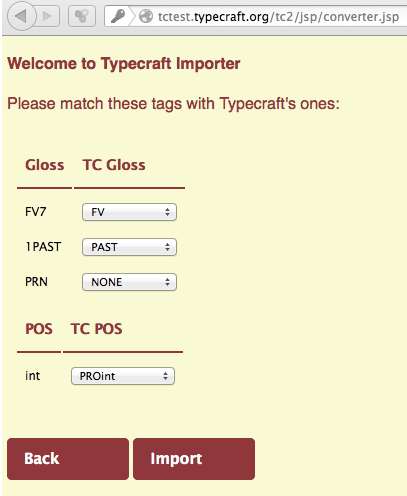 tctest.typecraft.org/tc2/jsp/converter.jsp
Welcome to Typecraft Importer
Please match these tags with Typecraft's ones:
Gloss TC Gloss
FV7 FV
1PAST PAST
PRN NONE
POS TC POS
int PROint
Back Import